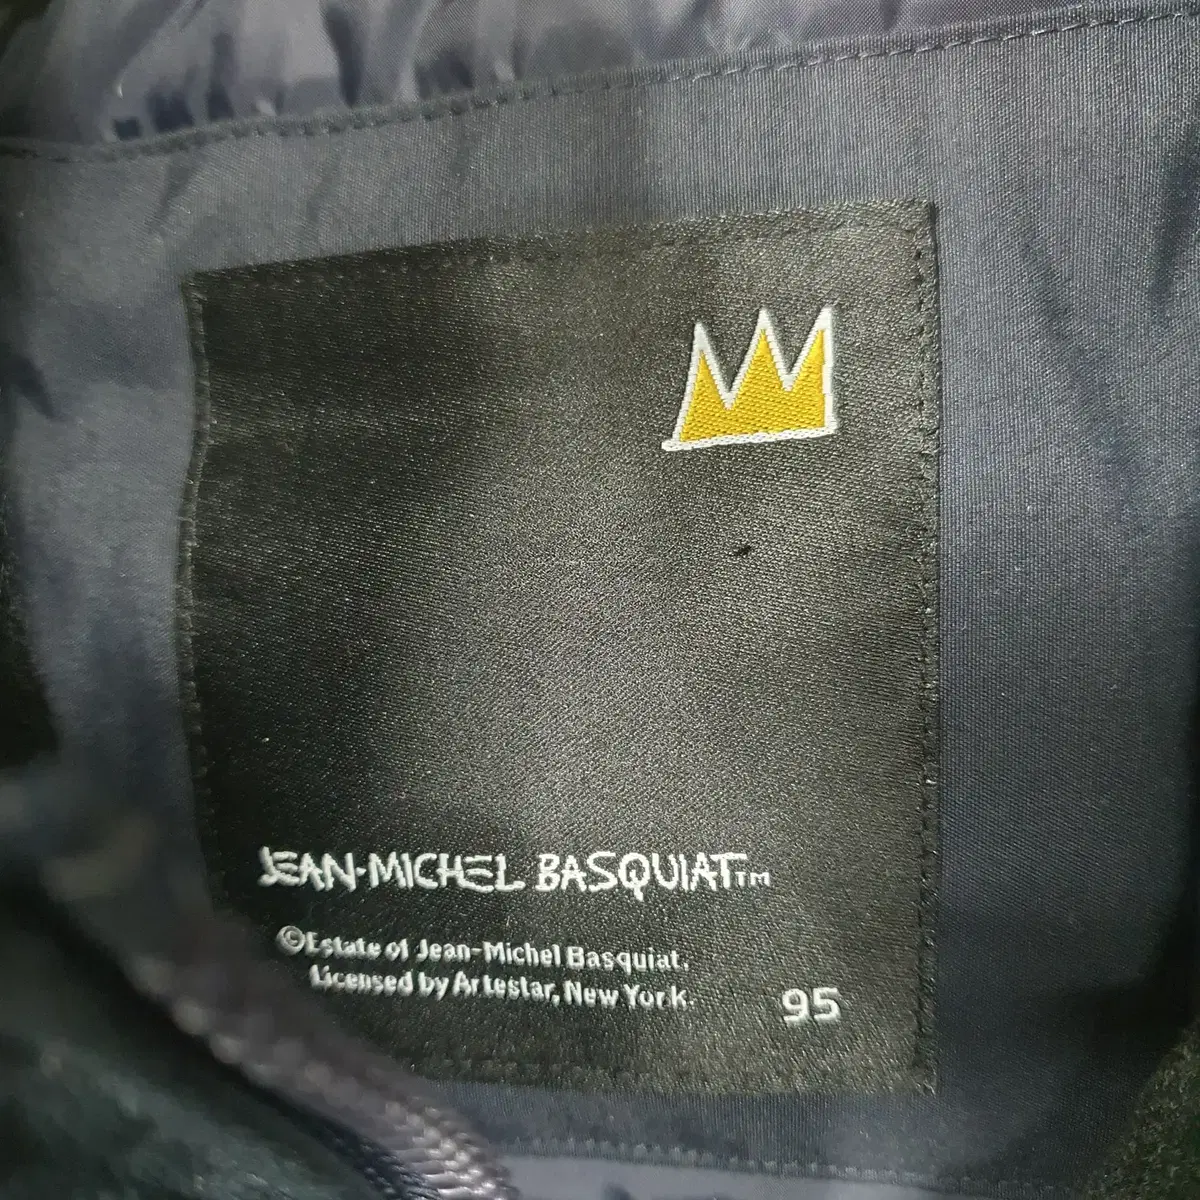 JEAN-MICHEL BASQUIAT™
©Estate of Jean-Michel Basquiat.
Licensed by Artestar, New York.
95